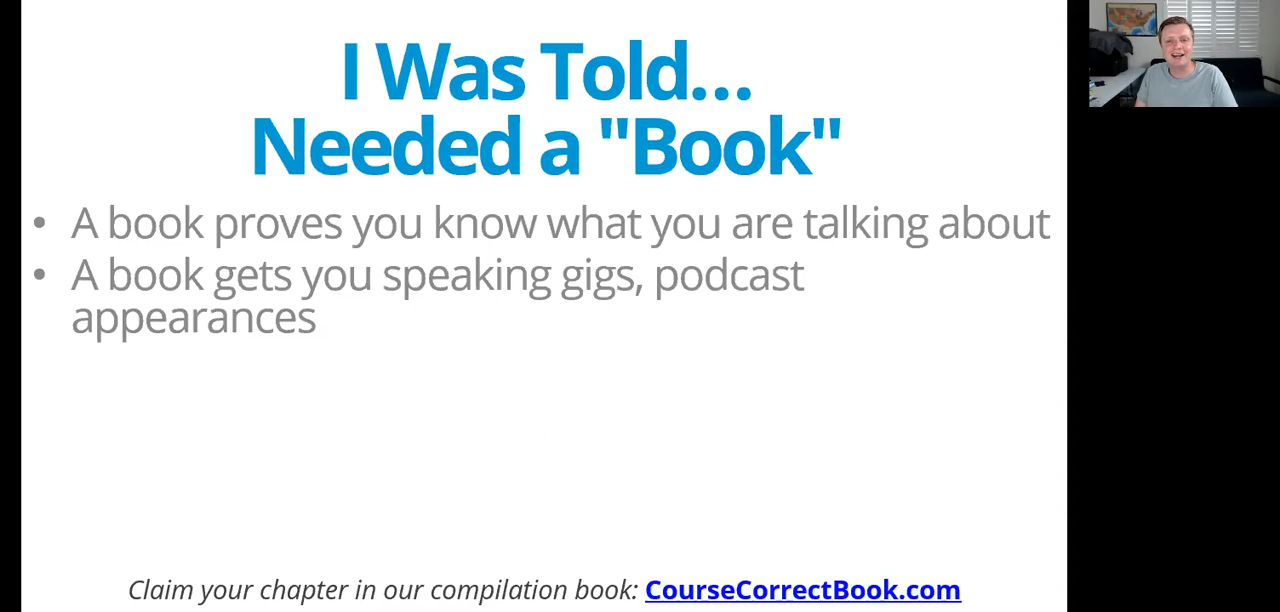 I Was Told...
Needed a "Book"
• A book proves you know what you are talking about
• A book gets you speaking gigs, podcast
appearances
Claim your chapter in our compilation book: CourseCorrectBook.com